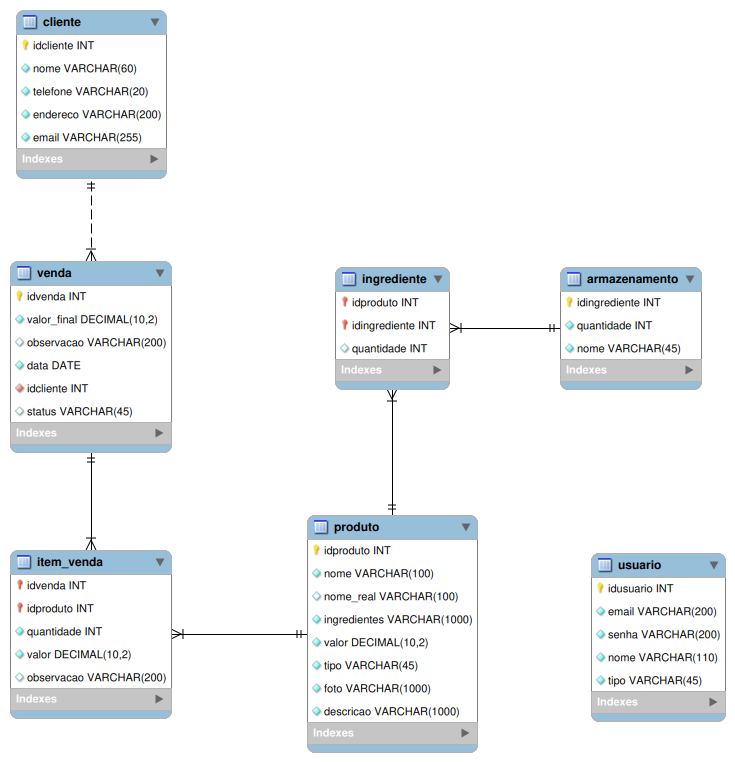 cliente
idcliente INT
nome VARCHAR(60)
telefone VARCHAR(20)
endereco VARCHAR(200)
email VARCHAR(255)
Indexes
venda
idvenda INT
valor_final DECIMAL(10,2)
observacao VARCHAR(200)
data DATE
idcliente INT
status VARCHAR(45)
Indexes
ingrediente
idproduto INT
idingrediente INT
quantidade INT
Indexes
armazenamento
idingrediente INT
quantidade INT
nome VARCHAR(45)
Indexes
item_venda
idvenda INT
idproduto INT
quantidade INT
valor DECIMAL(10,2)
observacao VARCHAR(200)
Indexes
produto
idproduto INT
nome VARCHAR(100)
nome_real VARCHAR(100)
ingredientes VARCHAR(1000)
valor DECIMAL(10,2)
tipo VARCHAR(45)
foto VARCHAR(1000)
descricao VARCHAR(1000)
Indexes
usuario
idusuario INT
email VARCHAR(200)
senha VARCHAR(200)
nome VARCHAR(110)
tipo VARCHAR(45)
Indexes